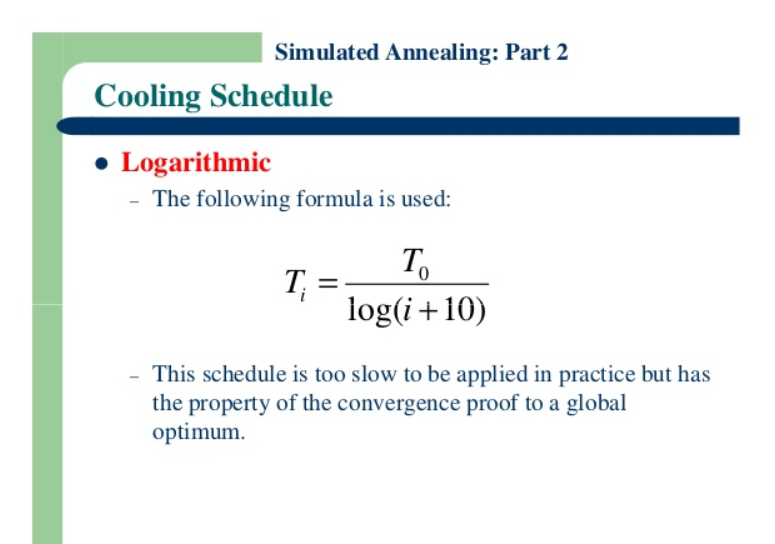 Simulated Annealing: Part 2
Cooling Schedule
● Logarithmic
– The following formula is used:
T_i = T_0 / log(i + 10)
– This schedule is too slow to be applied in practice but has
the property of the convergence proof to a global
optimum.